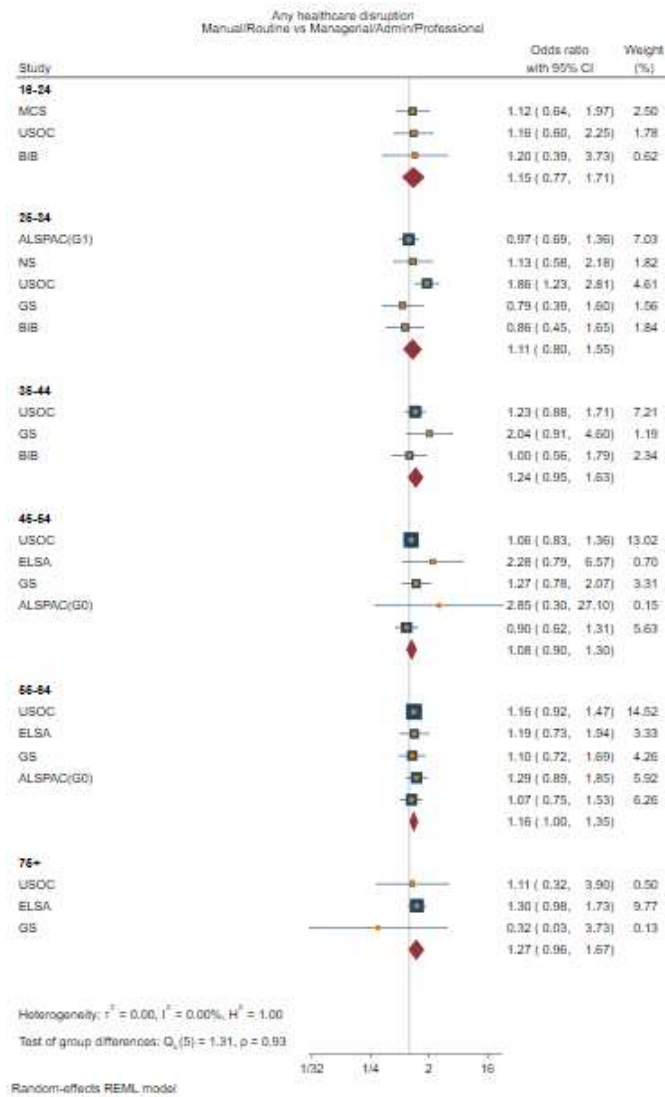 Any healthcare disruption
Manual/Routine vs Managerial/Admin/Professional
Odds ratio Weight
Study with 95% CI (%)
16-24
MCS 1.12 ( 0.64, 1.97) 2.50
USOC 1.16 ( 0.60, 2.25) 1.78
BIB 1.20 ( 0.39, 3.73) 0.62
1.15 ( 0.77, 1.71)
25-34
ALSPAC(G1) 0.97 ( 0.69, 1.36) 7.03
NS 1.13 ( 0.58, 2.18) 1.82
USOC 1.86 ( 1.23, 2.81) 4.61
GS 0.79 ( 0.39, 1.60) 1.56
BIB 0.86 ( 0.45, 1.65) 1.84
1.11 ( 0.80, 1.55)
35-44
USOC 1.23 ( 0.88, 1.71) 7.21
GS 2.04 ( 0.91, 4.60) 1.19
BIB 1.00 ( 0.56, 1.79) 2.34
1.24 ( 0.95, 1.63)
45-54
USOC 1.06 ( 0.83, 1.36) 13.02
ELSA 2.28 ( 0.79, 6.57) 0.70
GS 1.27 ( 0.78, 2.07) 3.31
ALSPAC(G0) 2.85 ( 0.30, 27.10) 0.15
0.90 ( 0.62, 1.31) 5.63
1.08 ( 0.90, 1.30)
55-64
USOC 1.16 ( 0.92, 1.47) 14.52
ELSA 1.19 ( 0.73, 1.94) 3.33
GS 1.10 ( 0.72, 1.69) 4.26
ALSPAC(G0) 1.29 ( 0.89, 1.85) 5.92
1.07 ( 0.75, 1.53) 6.26
1.16 ( 1.00, 1.35)
75+
USOC 1.11 ( 0.32, 3.90) 0.50
ELSA 1.30 ( 0.98, 1.73) 9.77
GS 0.32 ( 0.03, 3.73) 0.13
1.27 ( 0.96, 1.67)
Heterogeneity: τ² = 0.00, I² = 0.00%, H² = 1.00
Test of group differences: Q_b(5) = 1.31, p = 0.93
1/32 1/4 2 16
Random-effects REML model